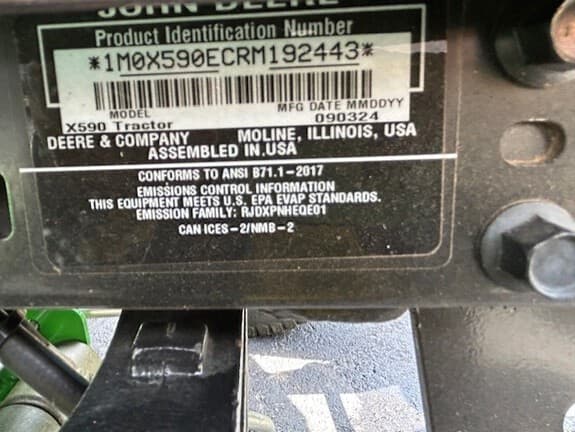 JOHN DEERE
Product Identification Number
*1M0X590ECRM192443*
MODEL MFG DATE MMDDYY
X590 Tractor 090324
DEERE & COMPANY MOLINE, ILLINOIS, USA
ASSEMBLED IN USA
CONFORMS TO ANSI B71.1-2017
EMISSIONS CONTROL INFORMATION
THIS EQUIPMENT MEETS U.S. EPA EVAP STANDARDS.
EMISSION FAMILY: RJDXPNHEQE01
CAN ICES-2/NMB-2